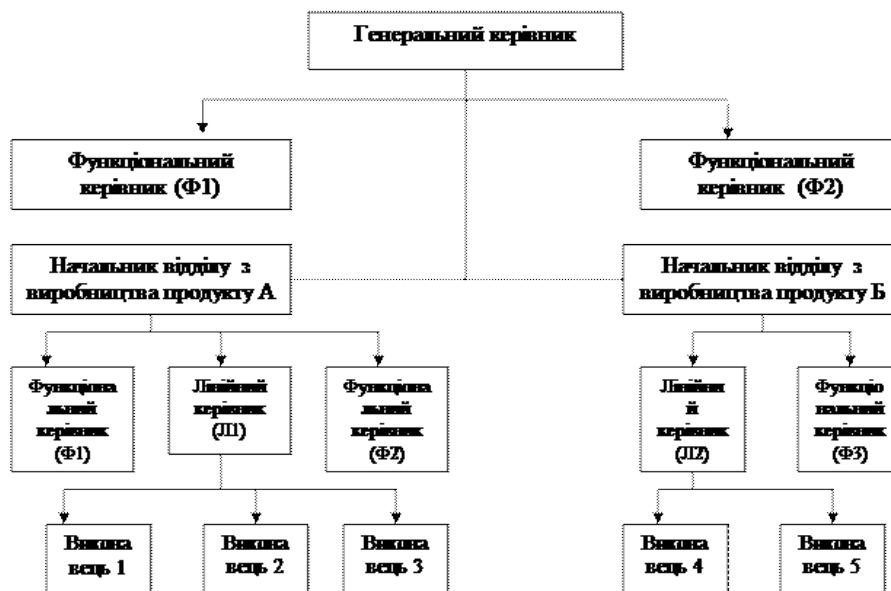 Генеральний керівник
Функціональний
керівник (Ф1)
Функціональний
керівник (Ф2)
Начальник відділу з
виробництва продукту А
Начальник відділу з
виробництва продукту Б
Функціона
льний
керівник
(Ф1)
Лінійний
керівник
(Л1)
Функціона
льний
керівник
(Ф2)
Лінійни
й
керівник
(Л2)
Функціо
нальний
керівник
(Ф3)
Викона
вець 1
Викона
вець 2
Викона
вець 3
Викона
вець 4
Викона
вець 5